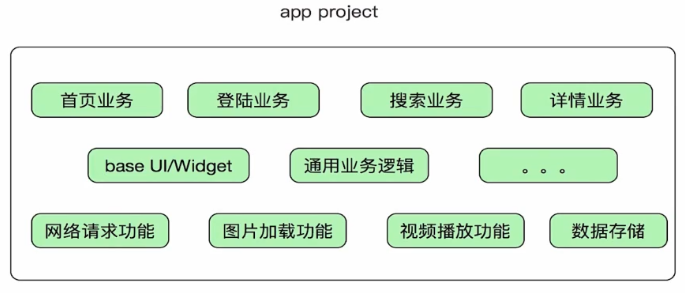 app project
首页业务
登陆业务
搜索业务
详情业务
base UI/Widget
通用业务逻辑
。。。
网络请求功能
图片加载功能
视频播放功能
数据存储